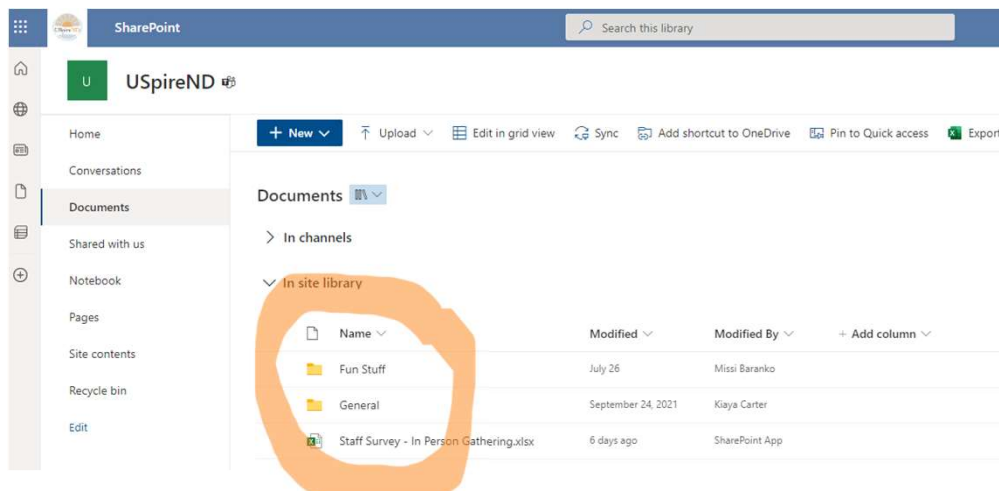 SharePoint
Search this library
U
USpireND
Home
Conversations
Documents
Shared with us
Notebook
Pages
Site contents
Recycle bin
Edit
+ New
Upload
Edit in grid view
Sync
Add shortcut to OneDrive
Pin to Quick access
Export
Documents
In channels
In site library
Name Modified Modified By + Add column
Fun Stuff July 26 Missi Baranko
General September 24, 2021 Kiaya Carter
Staff Survey - In Person Gathering.xlsx 6 days ago SharePoint App